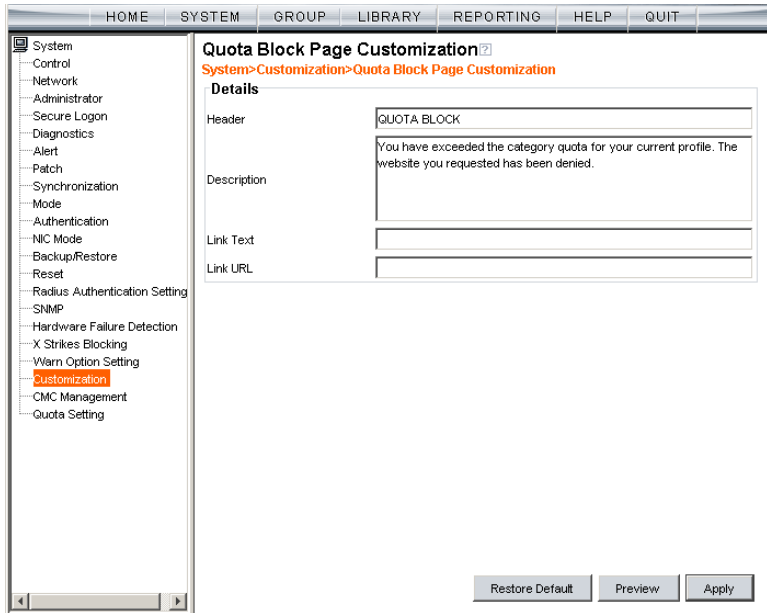 HOME SYSTEM GROUP LIBRARY REPORTING HELP QUIT
System
Control
Network
Administrator
Secure Logon
Diagnostics
Alert
Patch
Synchronization
Mode
Authentication
NIC Mode
Backup/Restore
Reset
Radius Authentication Setting
SNMP
Hardware Failure Detection
X Strikes Blocking
Warn Option Setting
Customization
CMC Management
Quota Setting
Quota Block Page Customization ?
System>Customization>Quota Block Page Customization
Details
Header
QUOTA BLOCK
Description
You have exceeded the category quota for your current profile. The
website you requested has been denied.
Link Text
Link URL
Restore Default Preview Apply